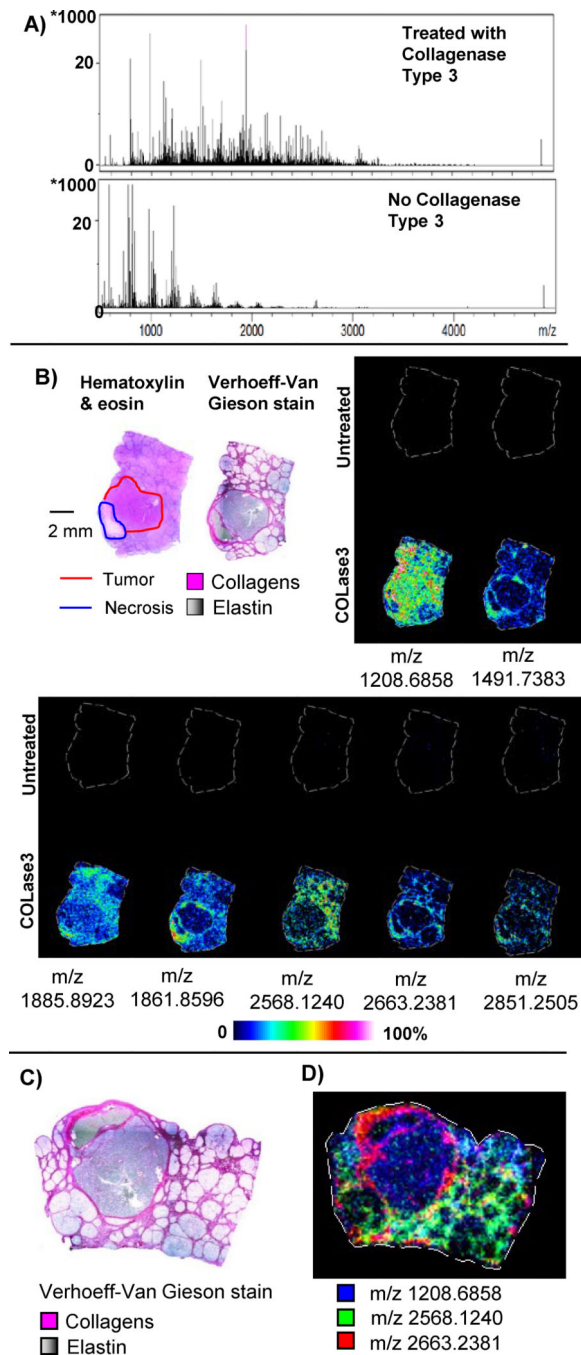 A)
*1000
20
0
Treated with
Collagenase
Type 3
*1000
20
0
No Collagenase
Type 3
1000 2000 3000 4000 m/z
B)
Hematoxylin
& eosin
Verhoeff-Van
Gieson stain
2 mm
Tumor
Necrosis
Collagens
Elastin
Untreated
COLase3
m/z
1208.6858
m/z
1491.7383
Untreated
COLase3
m/z
1885.8923
m/z
1861.8596
m/z
2568.1240
m/z
2663.2381
m/z
2851.2505
0 100%
C)
Verhoeff-Van Gieson stain
Collagens
Elastin
D)
m/z 1208.6858
m/z 2568.1240
m/z 2663.2381